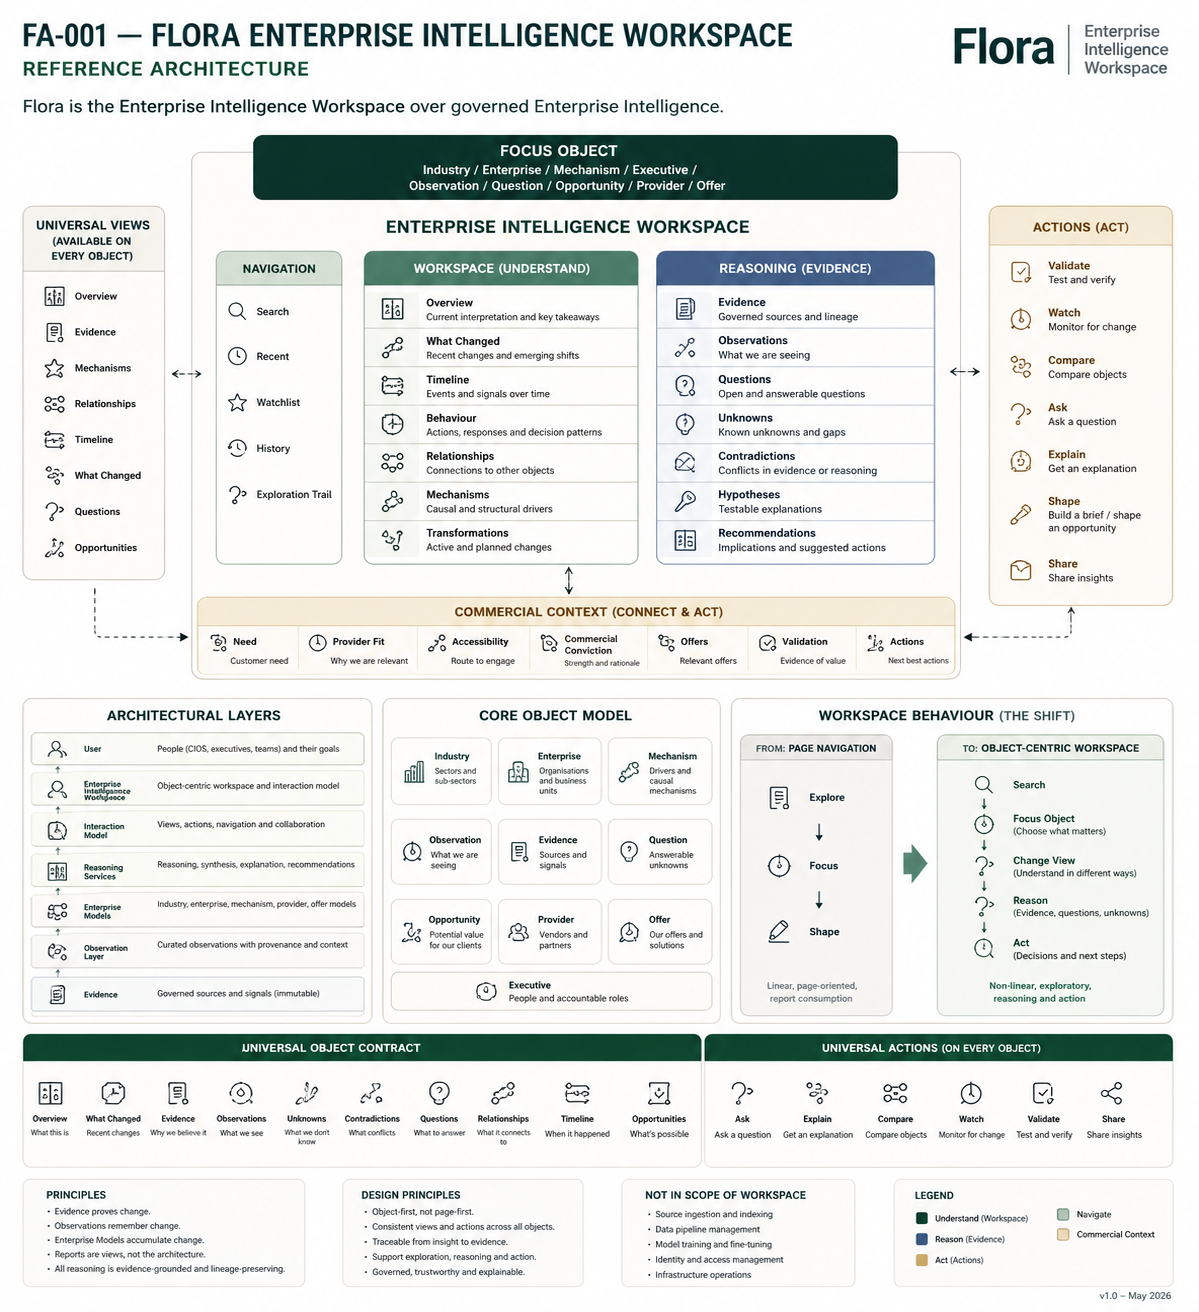 FA-001 — FLORA ENTERPRISE INTELLIGENCE WORKSPACE
REFERENCE ARCHITECTURE
Flora is the Enterprise Intelligence Workspace over governed Enterprise Intelligence.
Flora
Enterprise
Intelligence
Workspace
FOCUS OBJECT
Industry / Enterprise / Mechanism / Executive /
Observation / Question / Opportunity / Provider / Offer
UNIVERSAL VIEWS
(AVAILABLE ON
EVERY OBJECT)
Overview
Evidence
Mechanisms
Relationships
Timeline
What Changed
Questions
Opportunities
ENTERPRISE INTELLIGENCE WORKSPACE
NAVIGATION
Search
Recent
Watchlist
History
Exploration Trail
WORKSPACE (UNDERSTAND)
Overview
Current interpretation and key takeaways
What Changed
Recent changes and emerging shifts
Timeline
Events and signals over time
Behaviour
Actions, responses and decision patterns
Relationships
Connections to other objects
Mechanisms
Causal and structural drivers
Transformations
Active and planned changes
REASONING (EVIDENCE)
Evidence
Governed sources and lineage
Observations
What we are seeing
Questions
Open and answerable questions
Unknowns
Known unknowns and gaps
Contradictions
Conflicts in evidence or reasoning
Hypotheses
Testable explanations
Recommendations
Implications and suggested actions
ACTIONS (ACT)
Validate
Test and verify
Watch
Monitor for change
Compare
Compare objects
Ask
Ask a question
Explain
Get an explanation
Shape
Build a brief / shape
an opportunity
Share
Share insights
COMMERCIAL CONTEXT (CONNECT & ACT)
Need
Customer need
Provider Fit
Why we are relevant
Accessibility
Route to engage
Commercial
Conviction
Strength and rationale
Offers
Relevant offers
Validation
Evidence of value
Actions
Next best actions
ARCHITECTURAL LAYERS
User
People (CIOS, executives, teams) and their goals
Enterprise
Intelligence
Workspace
Object-centric workspace and interaction model
Interaction
Model
Views, actions, navigation and collaboration
Reasoning
Services
Reasoning, synthesis, explanation, recommendations
Enterprise
Models
Industry, enterprise, mechanism, provider, offer models
Observation
Layer
Curated observations with provenance and context
Evidence
Governed sources and signals (immutable)
CORE OBJECT MODEL
Industry
Sectors and
sub-sectors
Enterprise
Organisations
and business
units
Mechanism
Drivers and
causal
mechanisms
Observation
What we are
seeing
Evidence
Sources and
signals
Question
Answerable
unknowns
Opportunity
Potential value
for our clients
Provider
Vendors and
partners
Offer
Our offers and
solutions
Executive
People and accountable roles
WORKSPACE BEHAVIOUR (THE SHIFT)
FROM: PAGE NAVIGATION
Explore
Focus
Shape
Linear, page-oriented,
report consumption
TO: OBJECT-CENTRIC WORKSPACE
Search
Focus Object
(Choose what matters)
Change View
(Understand in different ways)
Reason
(Evidence, questions, unknowns)
Act
(Decisions and next steps)
Non-linear, exploratory,
reasoning and action
UNIVERSAL OBJECT CONTRACT
Overview
What this is
What Changed
Recent changes
Evidence
Why we believe it
Observations
What we see
Unknowns
What we don't
know
Contradictions
What conflicts
Questions
What to answer
Relationships
What it connects
to
Timeline
When it happened
Opportunities
What's possible
UNIVERSAL ACTIONS (ON EVERY OBJECT)
Ask
Ask a question
Explain
Get an explanation
Compare
Compare objects
Watch
Monitor for change
Validate
Test and verify
Share
Share insights
PRINCIPLES
• Evidence proves change.
• Observations remember change.
• Enterprise Models accumulate change.
• Reports are views, not the architecture.
• All reasoning is evidence-grounded and lineage-preserving.
DESIGN PRINCIPLES
• Object-first, not page-first.
• Consistent views and actions across all objects.
• Traceable from insight to evidence.
• Support exploration, reasoning and action.
• Governed, trustworthy and explainable.
NOT IN SCOPE OF WORKSPACE
• Source ingestion and indexing
• Data pipeline management
• Model training and fine-tuning
• Identity and access management
• Infrastructure operations
LEGEND
Understand (Workspace)
Reason (Evidence)
Act (Actions)
Navigate
Commercial Context
v1.0 – May 2026